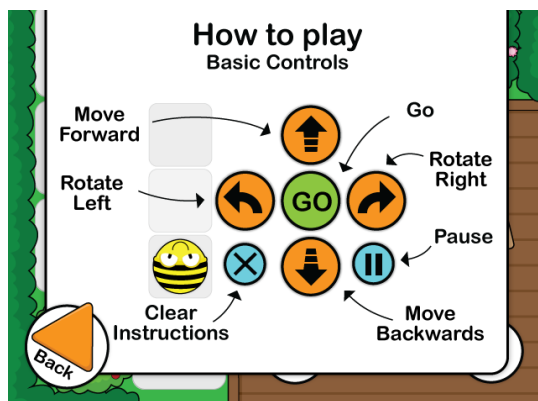 How to play
Basic Controls
Move
Forward
Go
Rotate
Left
GO
Rotate
Right
Pause
Clear
Instructions
Move
Backwards
Back